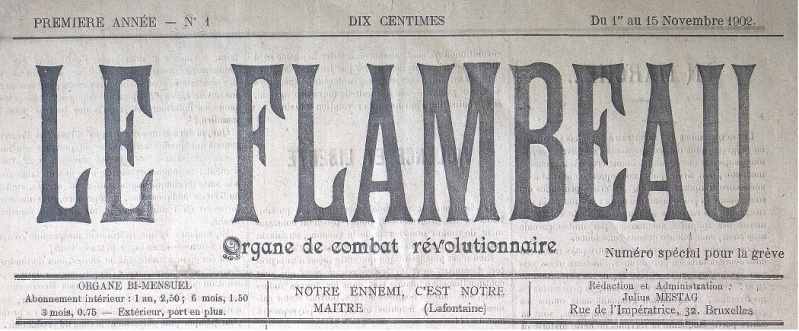 PREMIERE ANNÉE — N° 1 DIX CENTIMES Du 1er au 15 Novembre 1902.
LE FLAMBEAU
Organe de combat révolutionnaire
Numéro spécial pour la grève
ORGANE BI-MENSUEL
Abonnement intérieur : 1 an, 2,50 ; 6 mois, 1.50
3 mois, 0.75 — Extérieur, port en plus.
NOTRE ENNEMI, C'EST NOTRE
MAITRE (Lafontaine)
Rédaction et Administration :
Julius MESTAG
Rue de l'Impératrice, 32. Bruxelles